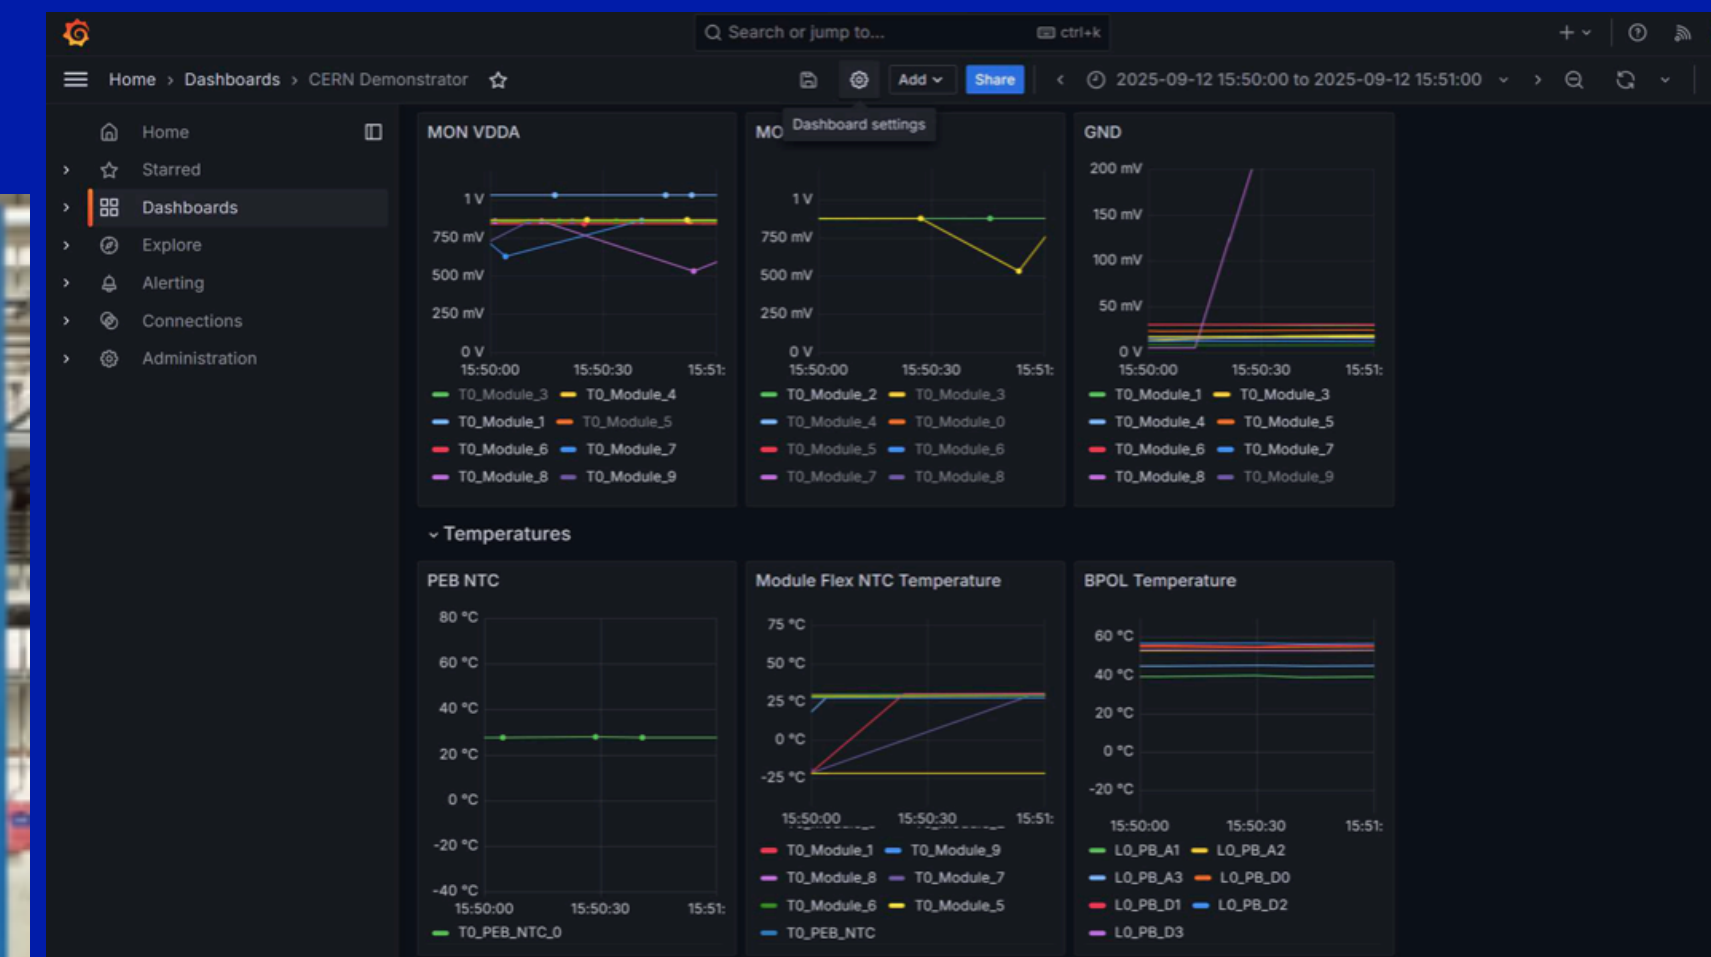 Search or jump to... ctrl+k
Home > Dashboards > CERN Demonstrator Add Share 2025-09-12 15:50:00 to 2025-09-12 15:51:00
Dashboard settings
Home
Starred
Dashboards
Explore
Alerting
Connections
Administration
MON VDDA
1 V
750 mV
500 mV
250 mV
0 V
15:50:00 15:50:30 15:51:
T0_Module_3 T0_Module_4
T0_Module_1 T0_Module_5
T0_Module_6 T0_Module_7
T0_Module_8 T0_Module_9
MO
1 V
750 mV
500 mV
250 mV
0 V
15:50:00 15:50:30 15:51:
T0_Module_2 T0_Module_3
T0_Module_4 T0_Module_0
T0_Module_5 T0_Module_6
T0_Module_7 T0_Module_8
GND
200 mV
150 mV
100 mV
50 mV
0 V
15:50:00 15:50:30 15:51:
T0_Module_1 T0_Module_3
T0_Module_4 T0_Module_5
T0_Module_6 T0_Module_7
T0_Module_8 T0_Module_9
Temperatures
PEB NTC
80 °C
60 °C
40 °C
20 °C
0 °C
-20 °C
-40 °C
15:50:00 15:50:30 15:51:
T0_PEB_NTC_0
Module Flex NTC Temperature
75 °C
50 °C
25 °C
0 °C
-25 °C
15:50:00 15:50:30 15:51:
T0_Module_1 T0_Module_9
T0_Module_8 T0_Module_7
T0_Module_6 T0_Module_5
T0_PEB_NTC
BPOL Temperature
60 °C
40 °C
20 °C
0 °C
-20 °C
15:50:00 15:50:30 15:51:
L0_PB_A1 L0_PB_A2
L0_PB_A3 L0_PB_D0
L0_PB_D1 L0_PB_D2
L0_PB_D3